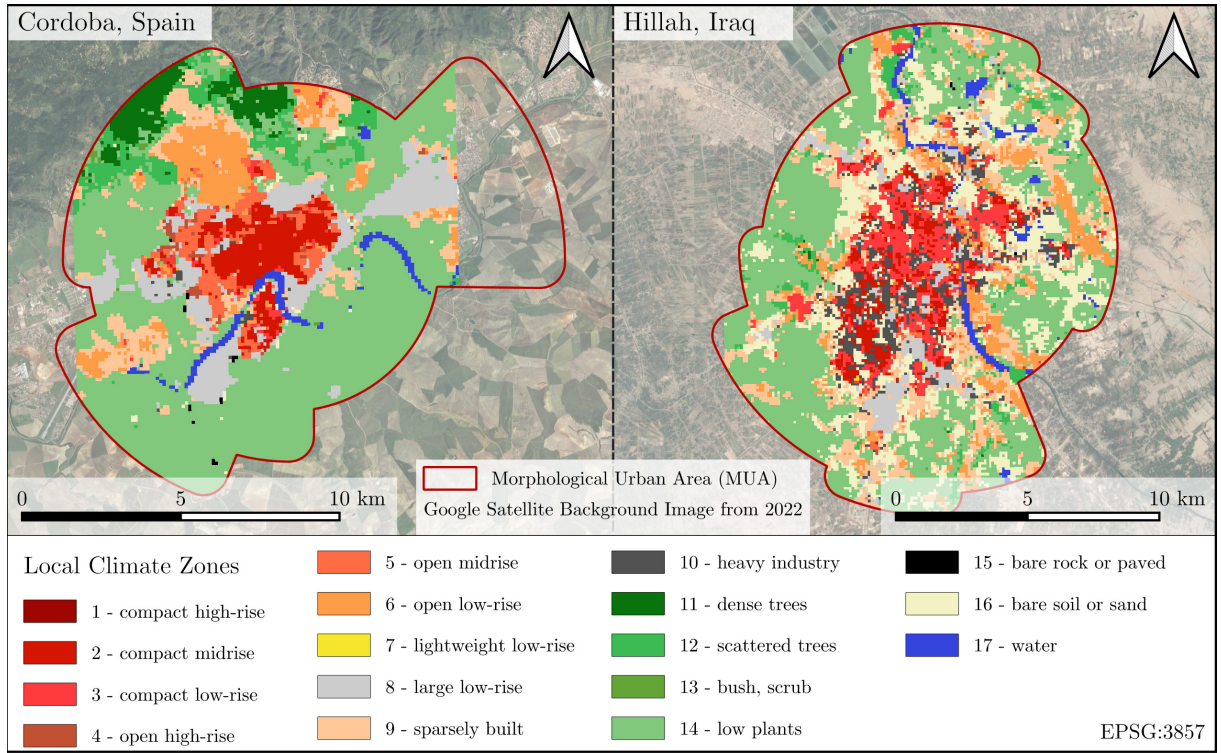 Cordoba, Spain
Hillah, Iraq
Morphological Urban Area (MUA)
Google Satellite Background Image from 2022
0 5 10 km
0 5 10 km
Local Climate Zones
1 - compact high-rise
2 - compact midrise
3 - compact low-rise
4 - open high-rise
5 - open midrise
6 - open low-rise
7 - lightweight low-rise
8 - large low-rise
9 - sparsely built
10 - heavy industry
11 - dense trees
12 - scattered trees
13 - bush, scrub
14 - low plants
15 - bare rock or paved
16 - bare soil or sand
17 - water
EPSG:3857